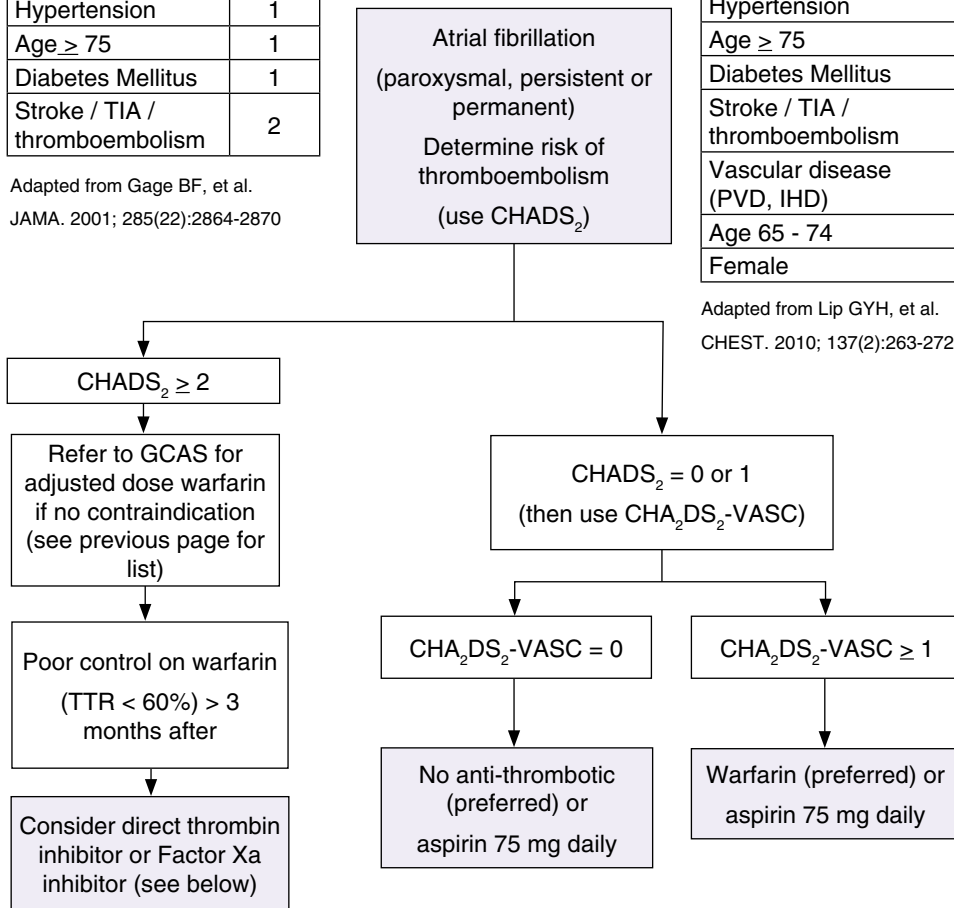 Hypertension 1
Age ≥ 75 1
Diabetes Mellitus 1
Stroke / TIA /
thromboembolism 2
Adapted from Gage BF, et al.
JAMA. 2001; 285(22):2864-2870
Atrial fibrillation
(paroxysmal, persistent or
permanent)
Determine risk of
thromboembolism
(use CHADS₂)
Hypertension
Age ≥ 75
Diabetes Mellitus
Stroke / TIA /
thromboembolism
Vascular disease
(PVD, IHD)
Age 65 - 74
Female
Adapted from Lip GYH, et al.
CHEST. 2010; 137(2):263-272
CHADS₂ ≥ 2
Refer to GCAS for
adjusted dose warfarin
if no contraindication
(see previous page for
list)
Poor control on warfarin
(TTR < 60%) > 3
months after
Consider direct thrombin
inhibitor or Factor Xa
inhibitor (see below)
CHADS₂ = 0 or 1
(then use CHA₂DS₂-VASC)
CHA₂DS₂-VASC = 0
No anti-thrombotic
(preferred) or
aspirin 75 mg daily
CHA₂DS₂-VASC ≥ 1
Warfarin (preferred) or
aspirin 75 mg daily